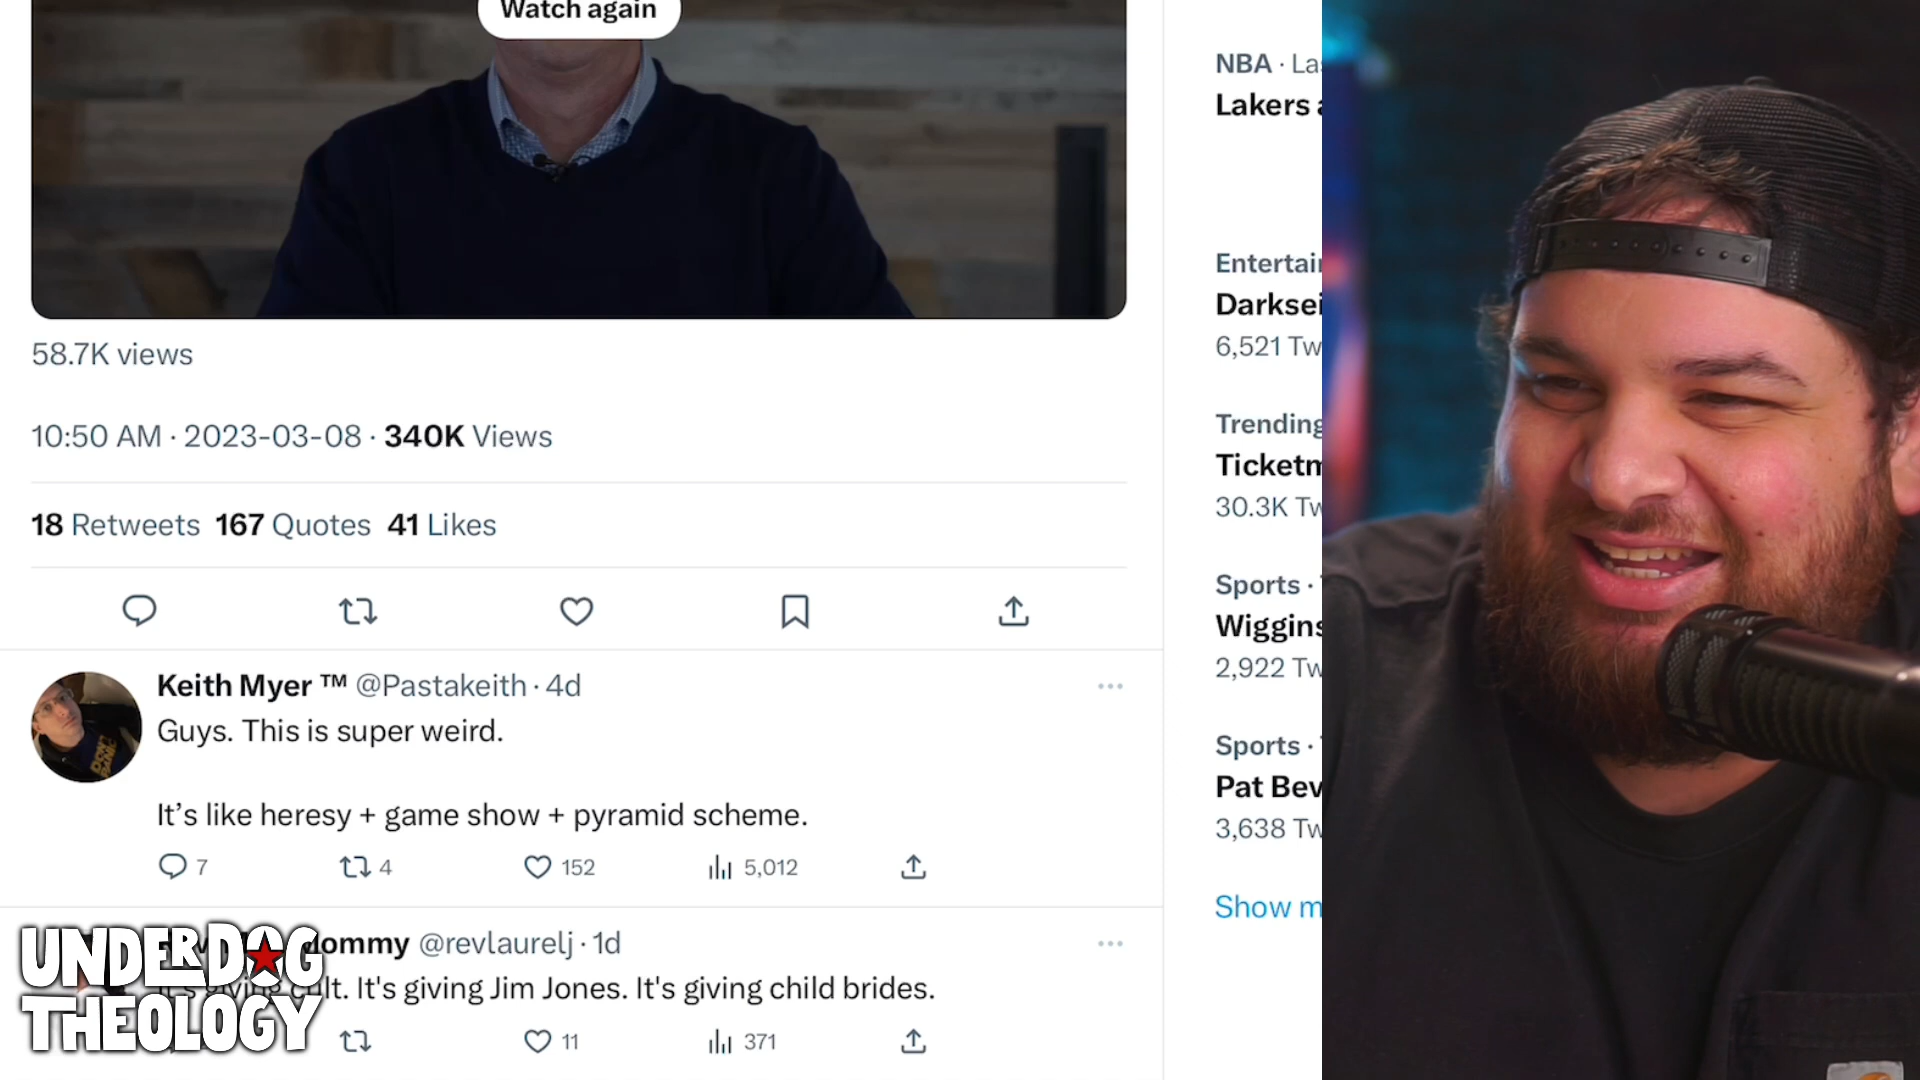 Watch again
58.7K views
10:50 AM · 2023-03-08 · 340K Views
18 Retweets 167 Quotes 41 Likes
Keith Myer ™ @Pastakeith · 4d
Guys. This is super weird.
It’s like heresy + game show + pyramid scheme.
7 4 152 5,012
@revlaurelj · 1d
It's giving cult. It's giving Jim Jones. It's giving child brides.
11 371
NBA ·
Lakers
Darksei
6,521 Tw
Trending
Ticketm
30.3K Tw
Sports ·
Wiggins
2,922 Tw
Sports ·
Pat Bev
3,638 Tw
Show m
UNDERDOG
THEOLOGY